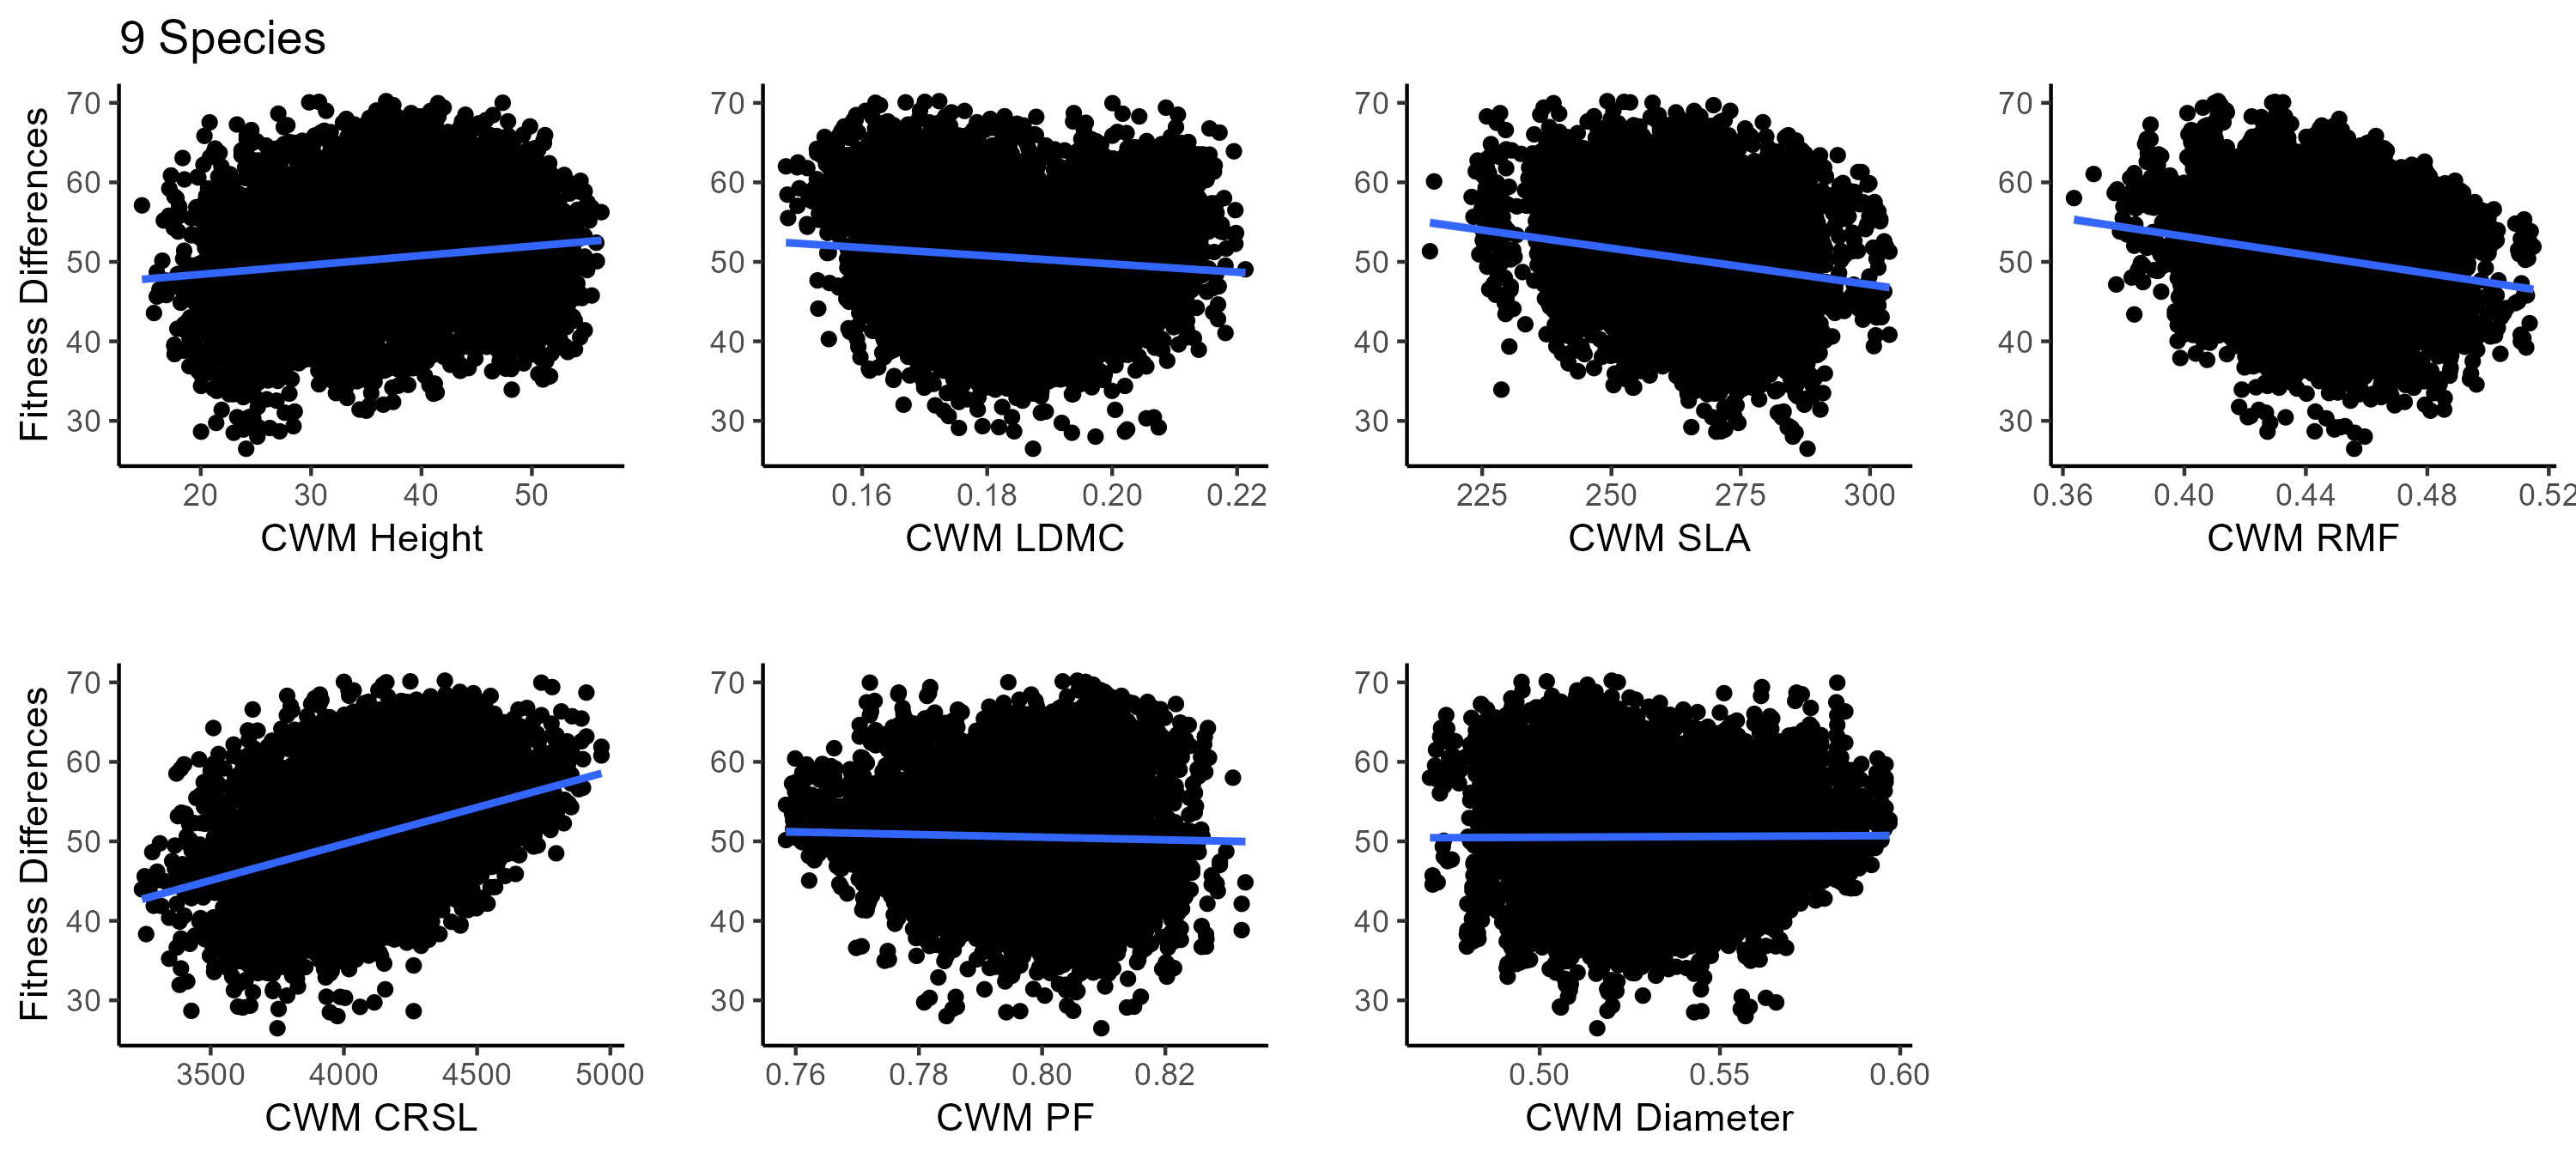 9 Species
Fitness Differences
70
60
50
40
30
20 30 40 50
CWM Height
70
60
50
40
30
0.16 0.18 0.20 0.22
CWM LDMC
70
60
50
40
30
225 250 275 300
CWM SLA
70
60
50
40
30
0.36 0.40 0.44 0.48 0.52
CWM RMF
Fitness Differences
70
60
50
40
30
3500 4000 4500 5000
CWM CRSL
70
60
50
40
30
0.76 0.78 0.80 0.82
CWM PF
70
60
50
40
30
0.50 0.55 0.60
CWM Diameter